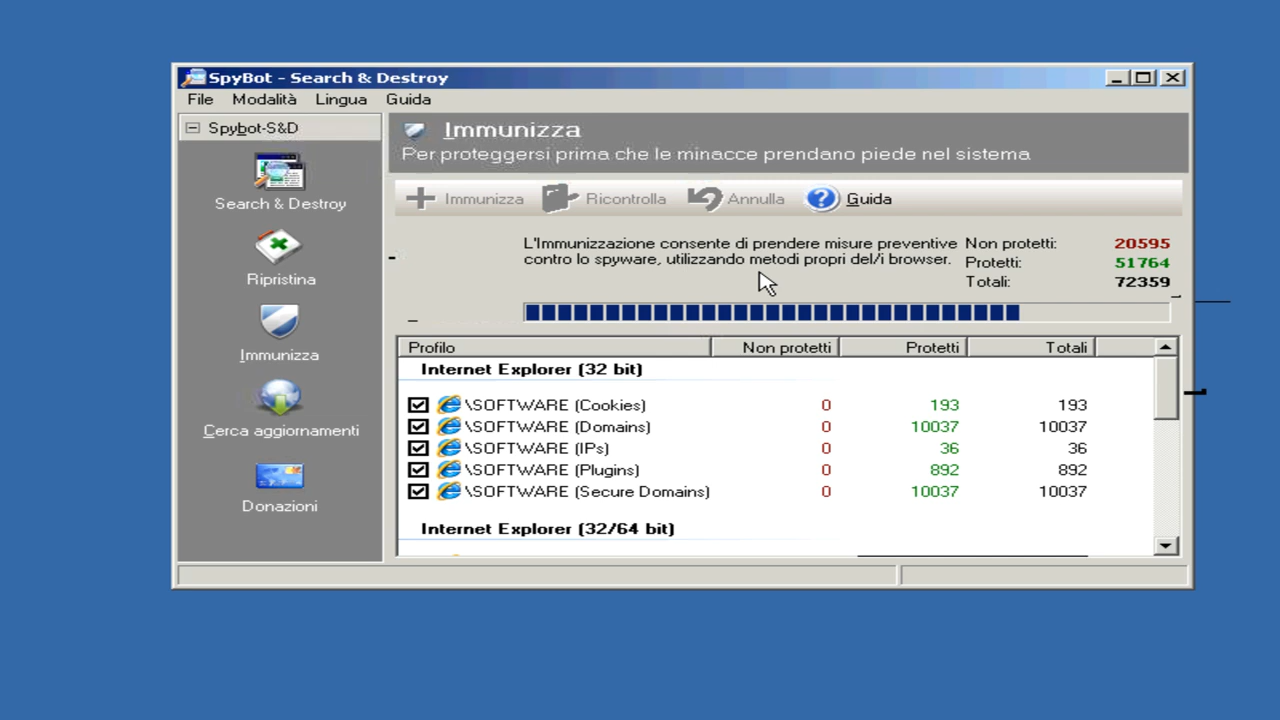 SpyBot - Search & Destroy
File Modalità Lingua Guida
Spybot-S&D
Search & Destroy
Ripristina
Immunizza
Cerca aggiornamenti
Donazioni
Immunizza
Per proteggersi prima che le minacce prendano piede nel sistema
Immunizza Ricontrolla Annulla Guida
L'Immunizzazione consente di prendere misure preventive
contro lo spyware, utilizzando metodi propri del/i browser.
Non protetti: 20595
Protetti: 51764
Totali: 72359
Profilo Non protetti Protetti Totali
Internet Explorer (32 bit)
\SOFTWARE (Cookies) 0 193 193
\SOFTWARE (Domains) 0 10037 10037
\SOFTWARE (IPs) 0 36 36
\SOFTWARE (Plugins) 0 892 892
\SOFTWARE (Secure Domains) 0 10037 10037
Internet Explorer (32/64 bit)